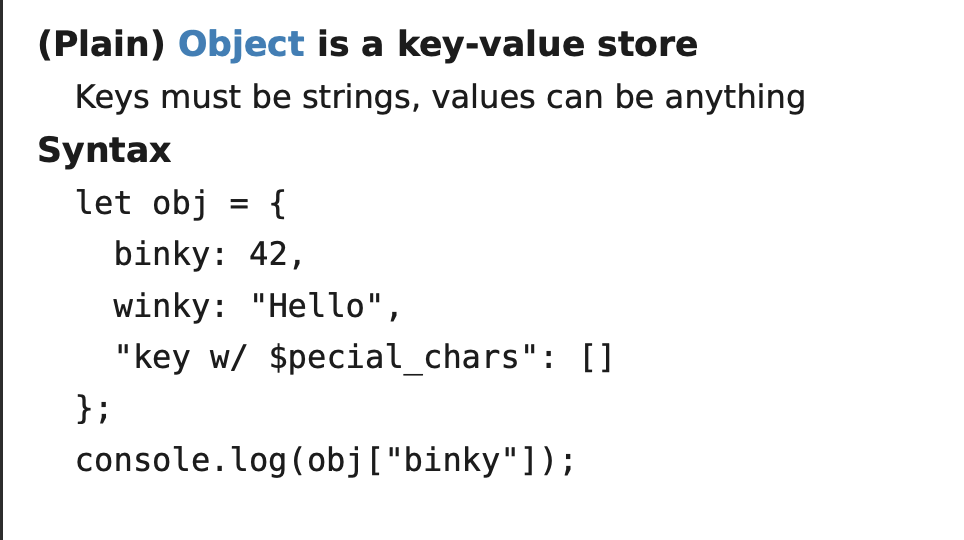 (Plain) Object is a key-value store
Keys must be strings, values can be anything
Syntax
let obj = {
  binky: 42,
  winky: "Hello",
  "key w/ $pecial_chars": []
};
console.log(obj["binky"]);